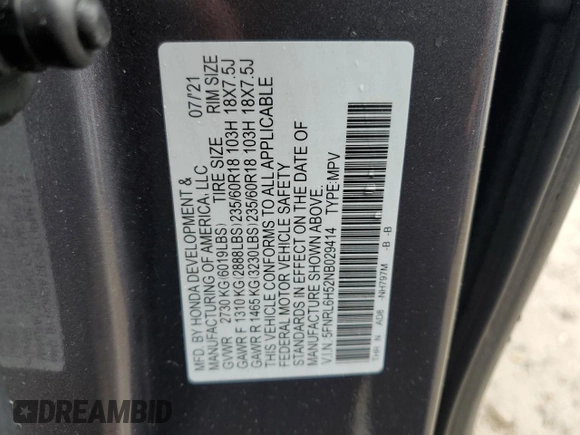 MFD. BY HONDA DEVELOPMENT & 07/'21
MANUFACTURING OF AMERICA, LLC
GVWR 2730 KG(6019LBS) TIRE SIZE RIM SIZE
GAWR F 1310 KG(2888LBS) 235/60R18 103H 18X7.5J
GAWR R 1465 KG(3230LBS) 235/60R18 103H 18X7.5J
THIS VEHICLE CONFORMS TO ALL APPLICABLE
FEDERAL MOTOR VEHICLE SAFETY
STANDARDS IN EFFECT ON THE DATE OF
MANUFACTURE SHOWN ABOVE.
V.I.N. 5FNRL6H52NB029414 TYPE:MPV
THR N AD6 -NH797M -B -B
DREAMBID